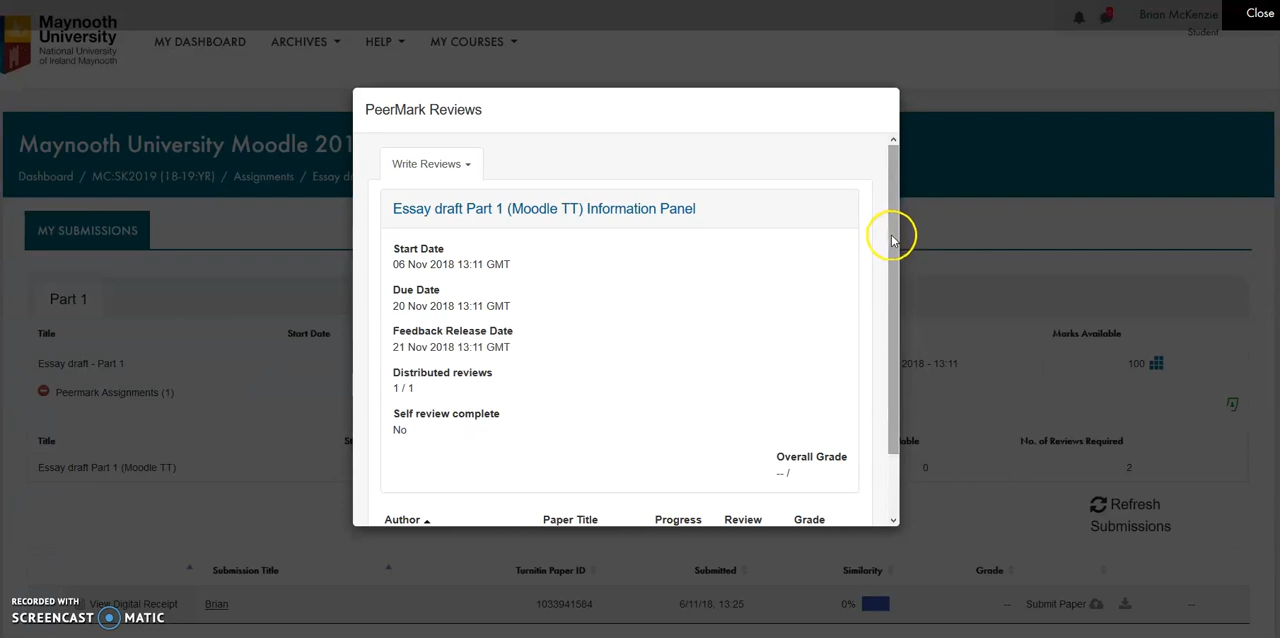 Maynooth
University
National University
of Ireland Maynooth
MY DASHBOARD
ARCHIVES
HELP
MY COURSES
Brian McKenzie
Student
Close
PeerMark Reviews
Maynooth University Moodle 201
Dashboard / MC:SK2019 (18-19:YR) / Assignments / Essay d
MY SUBMISSIONS
Write Reviews
Essay draft Part 1 (Moodle TT) Information Panel
Start Date
06 Nov 2018 13:11 GMT
Due Date
20 Nov 2018 13:11 GMT
Feedback Release Date
21 Nov 2018 13:11 GMT
Distributed reviews
1 / 1
Self review complete
No
Overall Grade
-- /
Author Paper Title Progress Review Grade
Part 1
Title Start Date Marks Available
Essay draft - Part 1 2018 - 13:11 100
Peermark Assignments (1)
Title St able No. of Reviews Required
Essay draft Part 1 (Moodle TT) 0 2
Refresh
Submissions
Submission Title Turnitin Paper ID Submitted Similarity Grade
View Digital Receipt Brian 1033941584 6/11/18, 13:25 0% -- Submit Paper --
RECORDED WITH
SCREENCAST MATIC